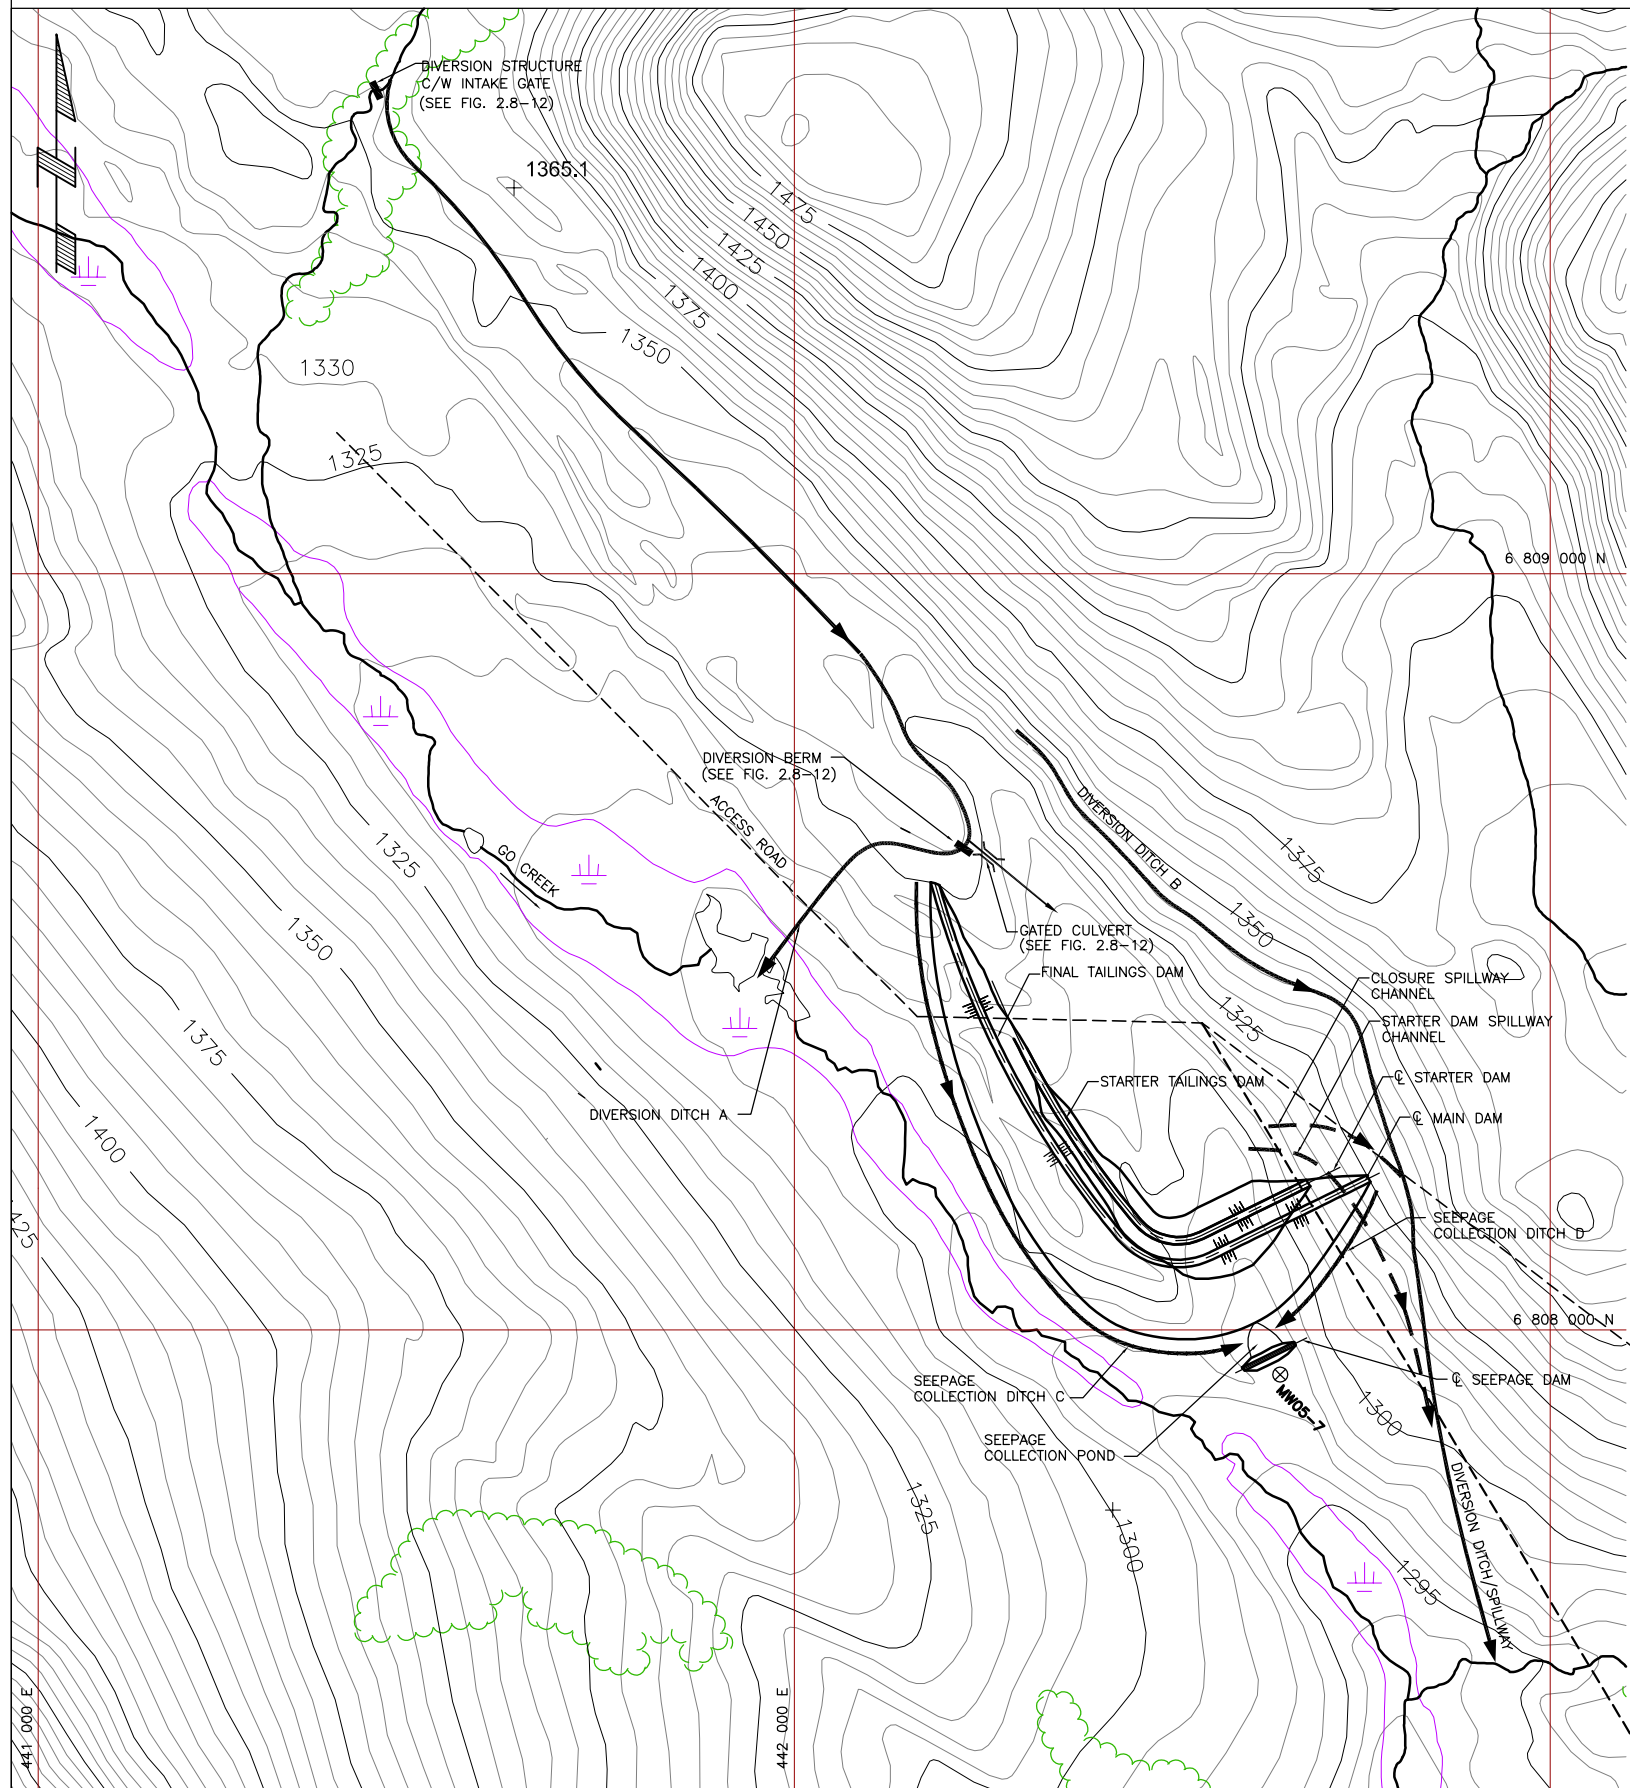 DIVERSION STRUCTURE
C/W INTAKE GATE
(SEE FIG. 2.8-12)
1365.1
1475
1450
1425
1400
1375
1350
1330
1325
6 809 000 N
DIVERSION BERM
(SEE FIG. 2.8-12)
ACCESS ROAD
DIVERSION DITCH B
1325
GO CREEK
1375
1350
1350
GATED CULVERT
(SEE FIG. 2.8-12)
FINAL TAILINGS DAM
CLOSURE SPILLWAY
CHANNEL
1325
STARTER DAM SPILLWAY
CHANNEL
1375
STARTER TAILINGS DAM
℄ STARTER DAM
DIVERSION DITCH A
℄ MAIN DAM
1400
425
SEEPAGE
COLLECTION DITCH D
6 808 000 N
SEEPAGE
COLLECTION DITCH C
℄ SEEPAGE DAM
MW05-7
1300
SEEPAGE
COLLECTION POND
1325
1300
DIVERSION DITCH/SPILLWAY
1295
441 000 E
442 000 E